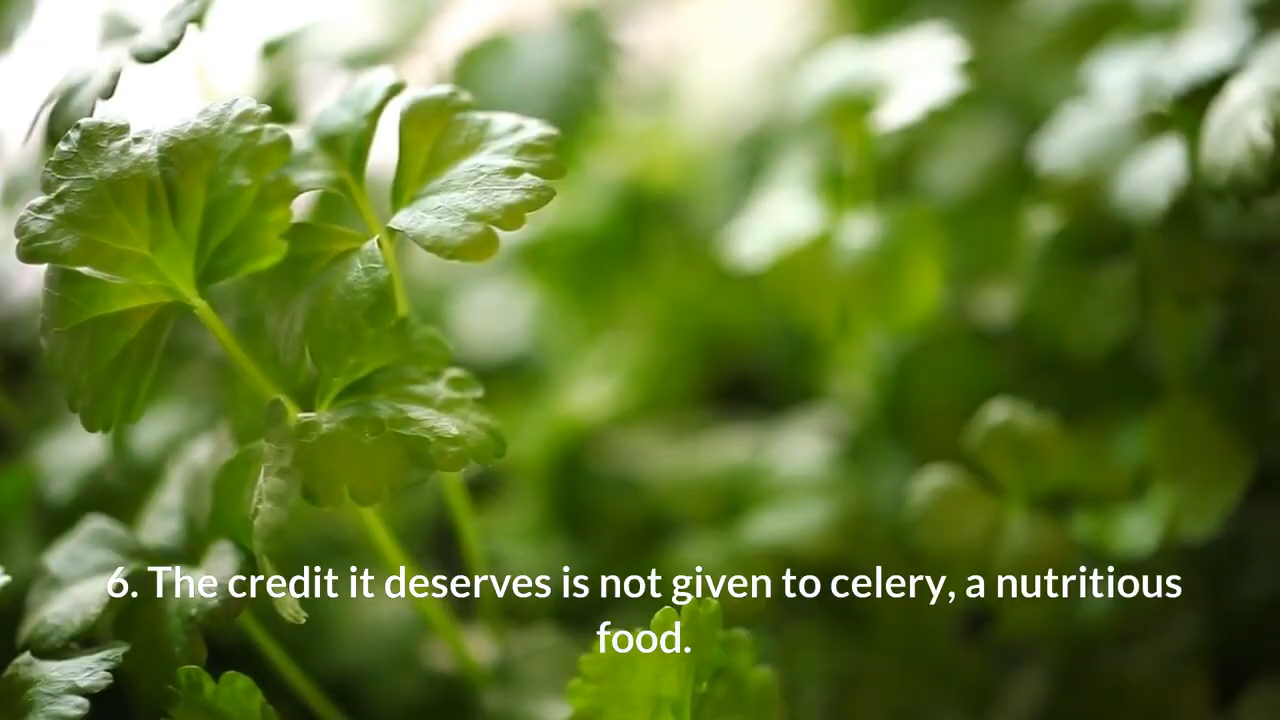 6. The credit it deserves is not given to celery, a nutritious
food.